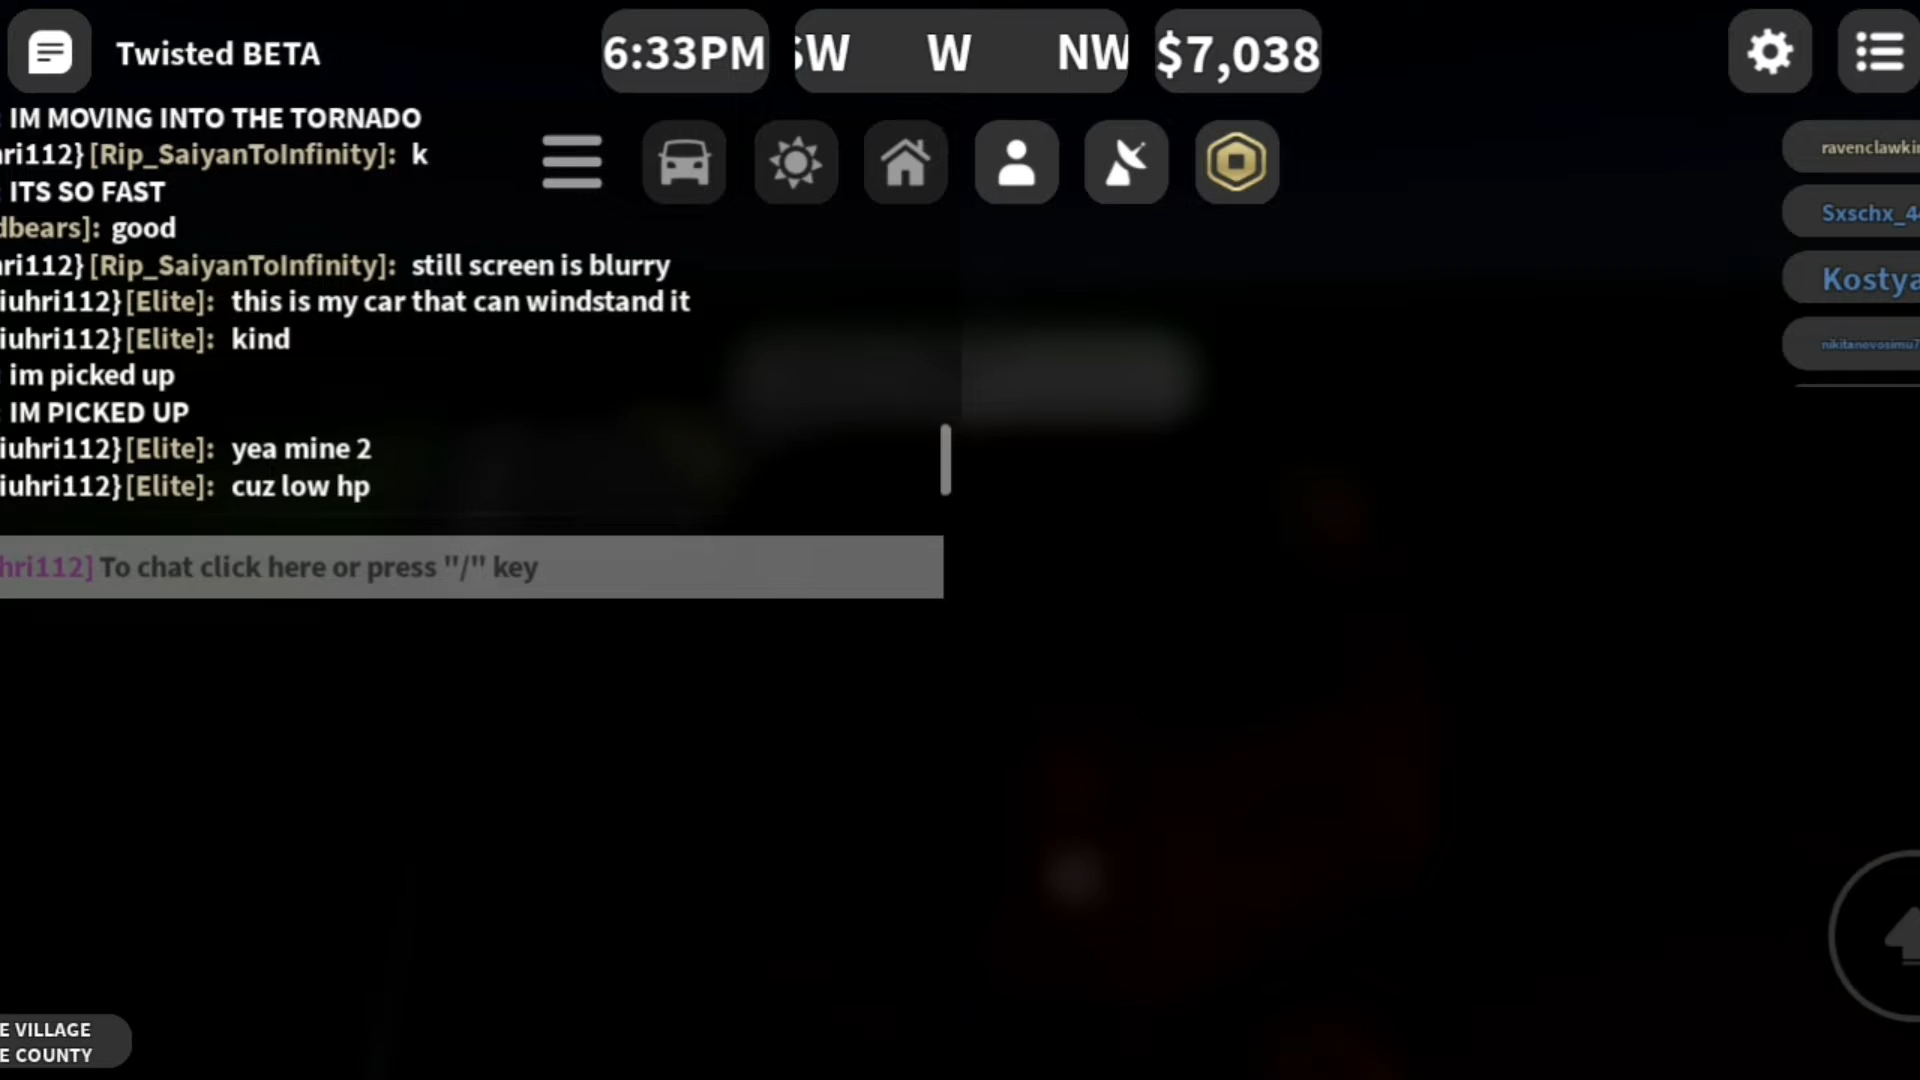 Twisted BETA
6:33PM
SW W NW
$7,038
: IM MOVING INTO THE TORNADO
ri112} [Rip_SaiyanToInfinity]: k
: ITS SO FAST
dbears]: good
ri112} [Rip_SaiyanToInfinity]: still screen is blurry
iuhri112} [Elite]: this is my car that can windstand it
iuhri112} [Elite]: kind
: im picked up
: IM PICKED UP
iuhri112} [Elite]: yea mine 2
iuhri112} [Elite]: cuz low hp
hri112] To chat click here or press "/" key
ravenclawki
Sxschx_4
Kostya
nikitanovosimu7
E VILLAGE
E COUNTY